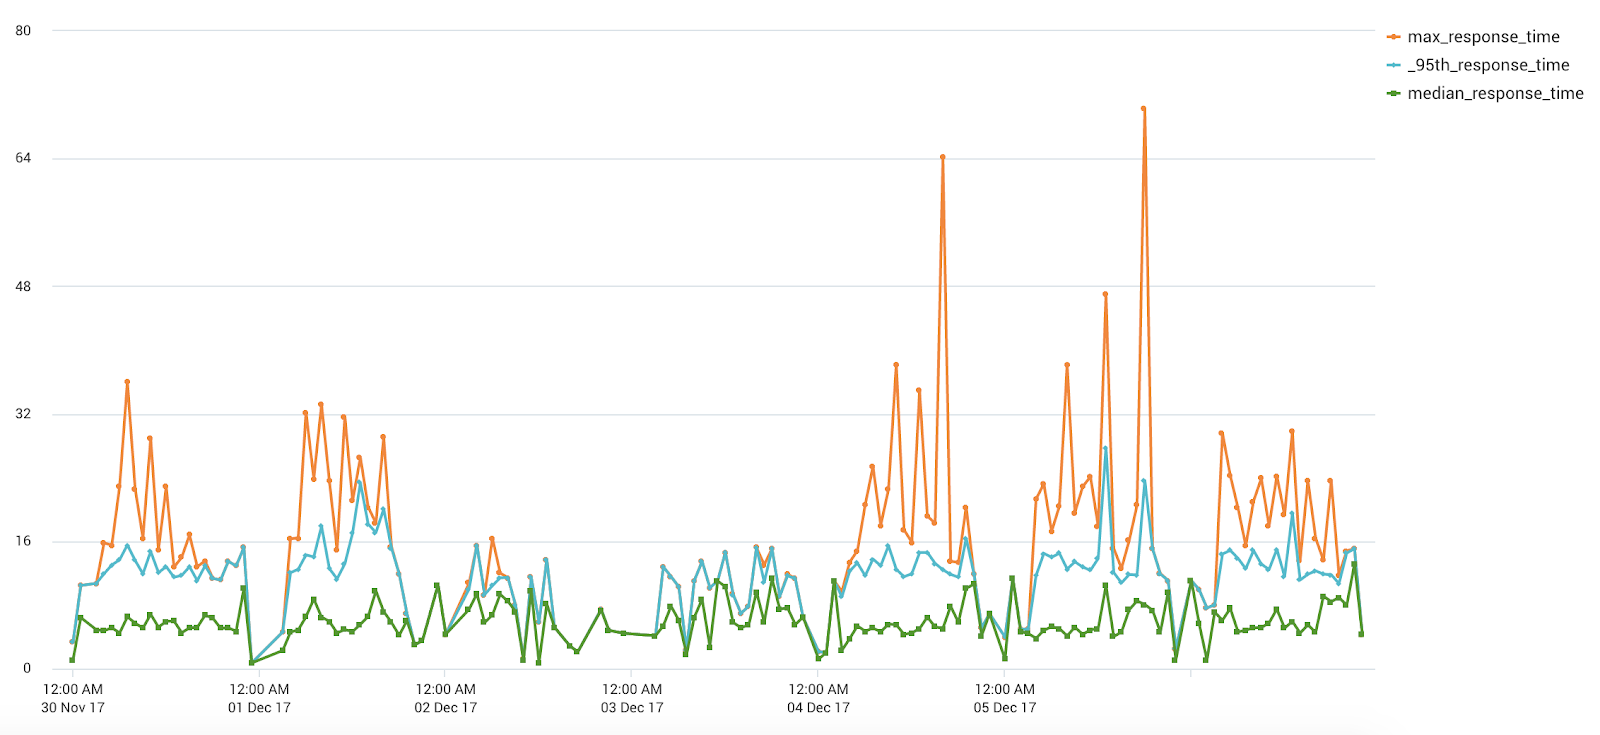 80
64
48
32
16
0
12:00 AM 12:00 AM 12:00 AM 12:00 AM 12:00 AM 12:00 AM
30 Nov 17 01 Dec 17 02 Dec 17 03 Dec 17 04 Dec 17 05 Dec 17
max_response_time
_95th_response_time
median_response_time